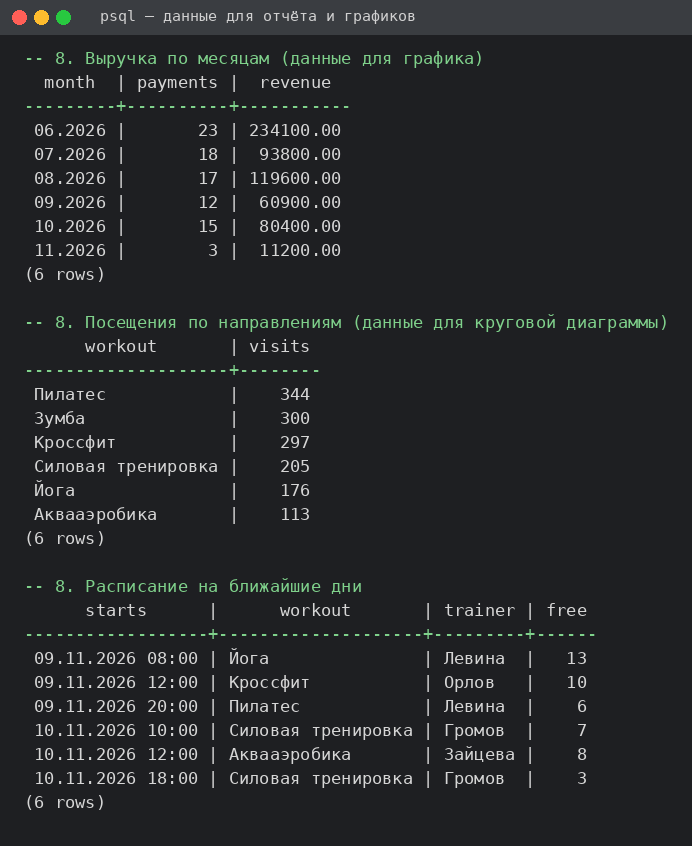 psql — данные для отчёта и графиков
-- 8. Выручка по месяцам (данные для графика)
  month  | payments |  revenue
---------+----------+-----------
 06.2026 |       23 | 234100.00
 07.2026 |       18 |  93800.00
 08.2026 |       17 | 119600.00
 09.2026 |       12 |  60900.00
 10.2026 |       15 |  80400.00
 11.2026 |        3 |  11200.00
(6 rows)
-- 8. Посещения по направлениям (данные для круговой диаграммы)
      workout       | visits
--------------------+--------
 Пилатес            |    344
 Зумба              |    300
 Кроссфит           |    297
 Силовая тренировка |    205
 Йога               |    176
 Аквааэробика       |    113
(6 rows)
-- 8. Расписание на ближайшие дни
      starts      |      workout       | trainer | free
------------------+--------------------+---------+------
 09.11.2026 08:00 | Йога               | Левина  |   13
 09.11.2026 12:00 | Кроссфит           | Орлов   |   10
 09.11.2026 20:00 | Пилатес            | Левина  |    6
 10.11.2026 10:00 | Силовая тренировка | Громов  |    7
 10.11.2026 12:00 | Аквааэробика       | Зайцева |    8
 10.11.2026 18:00 | Силовая тренировка | Громов  |    3
(6 rows)